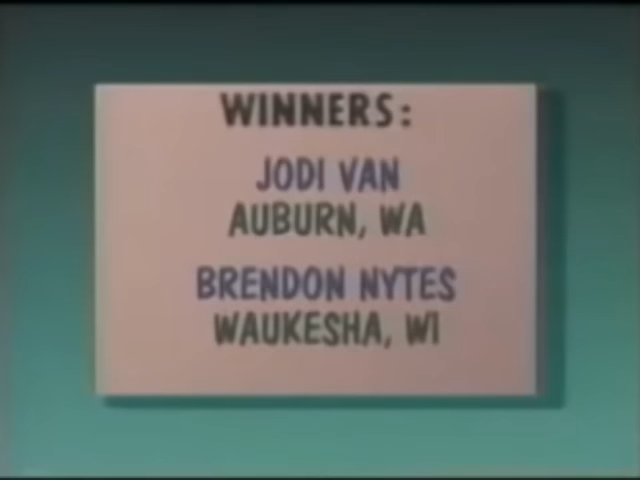 WINNERS:
JODI VAN
AUBURN, WA
BRENDON NYTES
WAUKESHA, WI